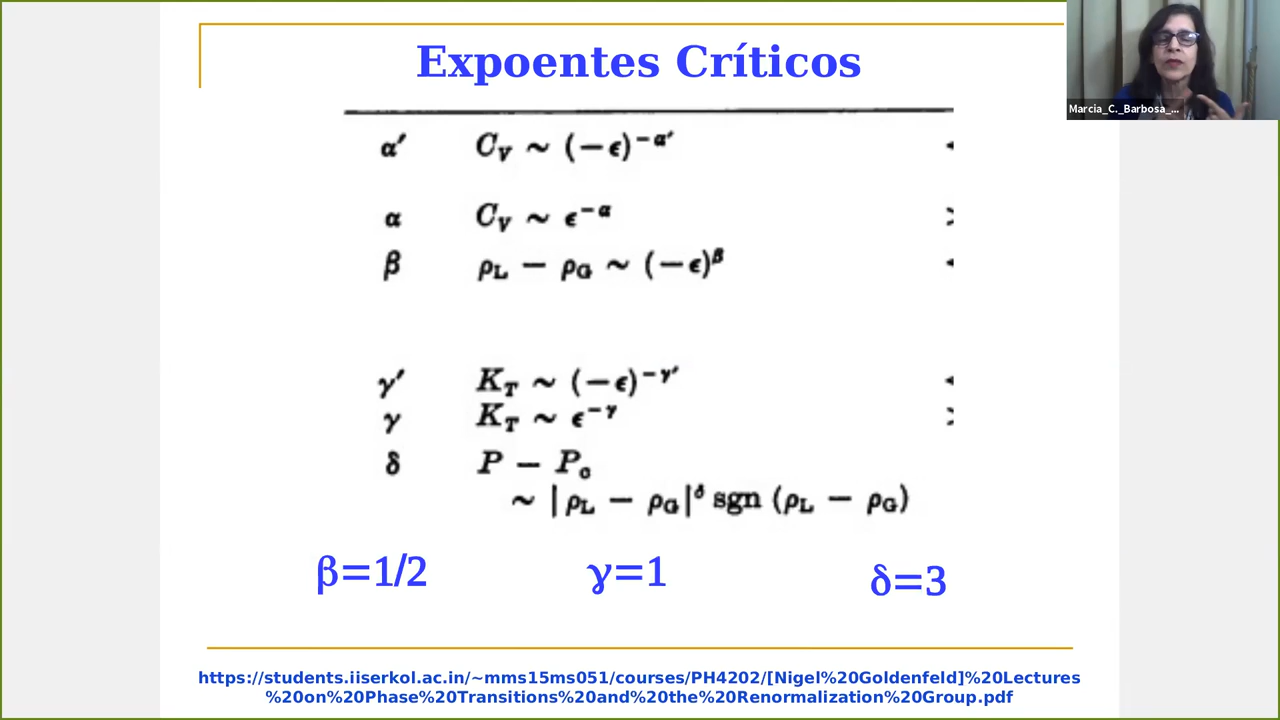 Expoentes Críticos
Marcia_C._Barbosa_...
α′ C_V ∼ (−ϵ)^{−α′} <
α C_V ∼ ϵ^{−α} >
β ρ_L − ρ_G ∼ (−ϵ)^β <
γ′ K_T ∼ (−ϵ)^{−γ′} <
γ K_T ∼ ϵ^{−γ} >
δ P − P_c
∼ |ρ_L − ρ_G|^δ sgn (ρ_L − ρ_G)
β=1/2 γ=1 δ=3
https://students.iiserkol.ac.in/~mms15ms051/courses/PH4202/[Nigel%20Goldenfeld]%20Lectures
%20on%20Phase%20Transitions%20and%20the%20Renormalization%20Group.pdf